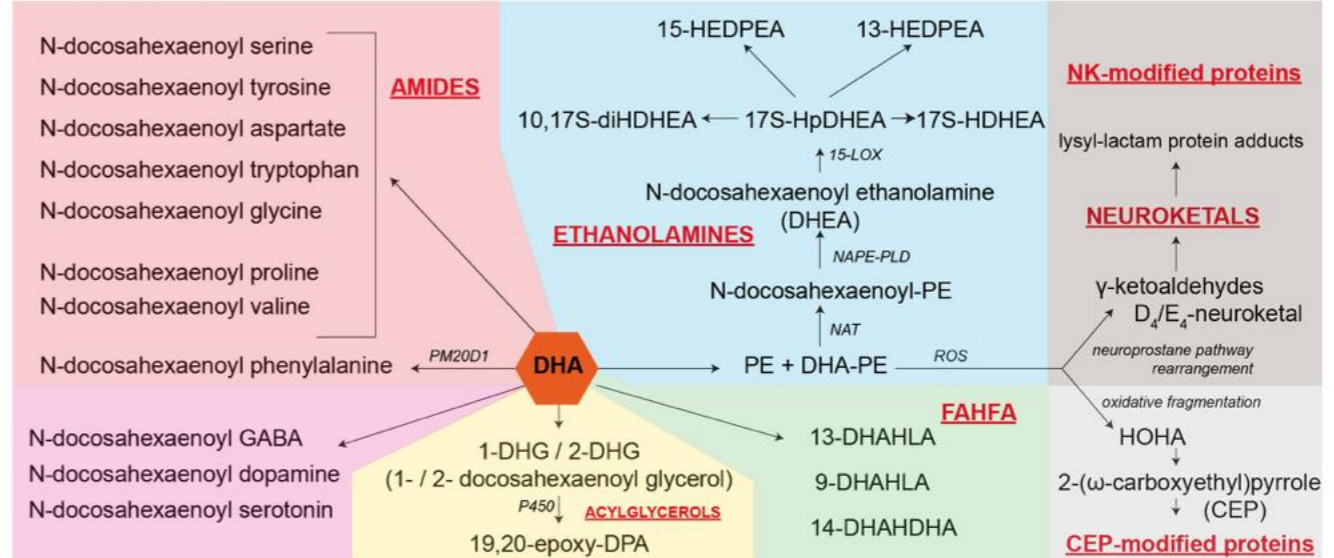 N-docosahexaenoyl serine
N-docosahexaenoyl tyrosine
N-docosahexaenoyl aspartate
N-docosahexaenoyl tryptophan
N-docosahexaenoyl glycine
N-docosahexaenoyl proline
N-docosahexaenoyl valine
AMIDES
N-docosahexaenoyl phenylalanine
PM20D1
DHA
15-HEDPEA
13-HEDPEA
10,17S-diHDHEA
17S-HpDHEA
17S-HDHEA
15-LOX
N-docosahexaenoyl ethanolamine
(DHEA)
ETHANOLAMINES
NAPE-PLD
N-docosahexaenoyl-PE
NAT
PE + DHA-PE
ROS
NK-modified proteins
lysyl-lactam protein adducts
NEUROKETALS
γ-ketoaldehydes
D4/E4-neuroketal
neuroprostane pathway
rearrangement
oxidative fragmentation
HOHA
2-(ω-carboxyethyl)pyrrole
(CEP)
CEP-modified proteins
N-docosahexaenoyl GABA
N-docosahexaenoyl dopamine
N-docosahexaenoyl serotonin
1-DHG / 2-DHG
(1- / 2- docosahexaenoyl glycerol)
P450
ACYLGLYCEROLS
19,20-epoxy-DPA
FAHFA
13-DHAHLA
9-DHAHLA
14-DHAHDHA